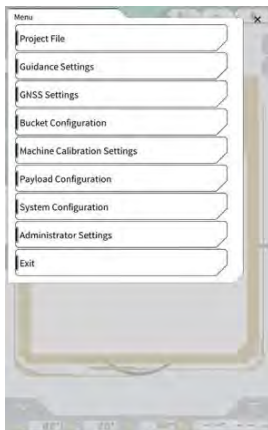 Menu
×
Project File
Guidance Settings
GNSS Settings
Bucket Configuration
Machine Calibration Settings
Payload Configuration
System Configuration
Administrator Settings
Exit